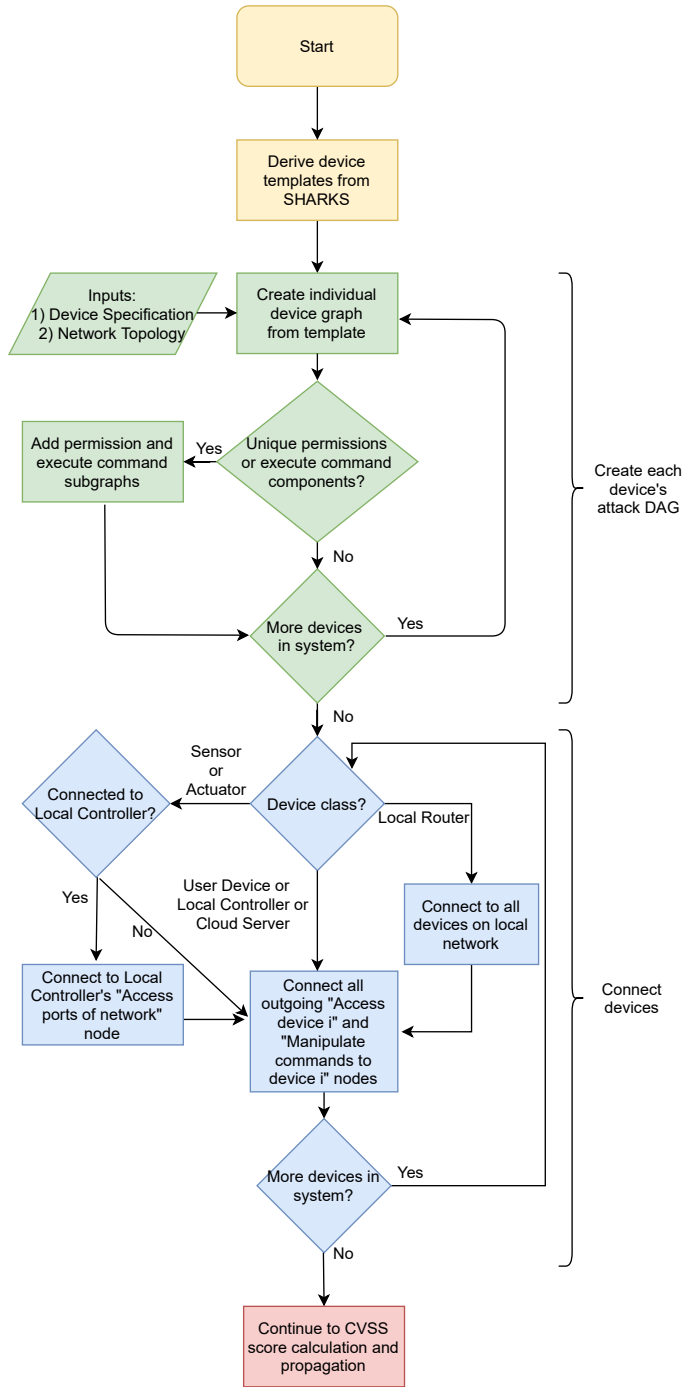 Start
Derive device
templates from
SHARKS
Inputs:
1) Device Specification
2) Network Topology
Create individual
device graph
from template
Add permission and
execute command
subgraphs
Yes
Unique permissions
or execute command
components?
No
Create each
device's
attack DAG
More devices
in system?
Yes
No
Sensor
or
Actuator
Connected to
Local Controller?
Device class?
Local Router
Yes
No
User Device or
Local Controller or
Cloud Server
Connect to all
devices on local
network
Connect to Local
Controller's "Access
ports of network"
node
Connect all
outgoing "Access
device i" and
"Manipulate
commands to
device i" nodes
Connect
devices
More devices in
system?
Yes
No
Continue to CVSS
score calculation and
propagation